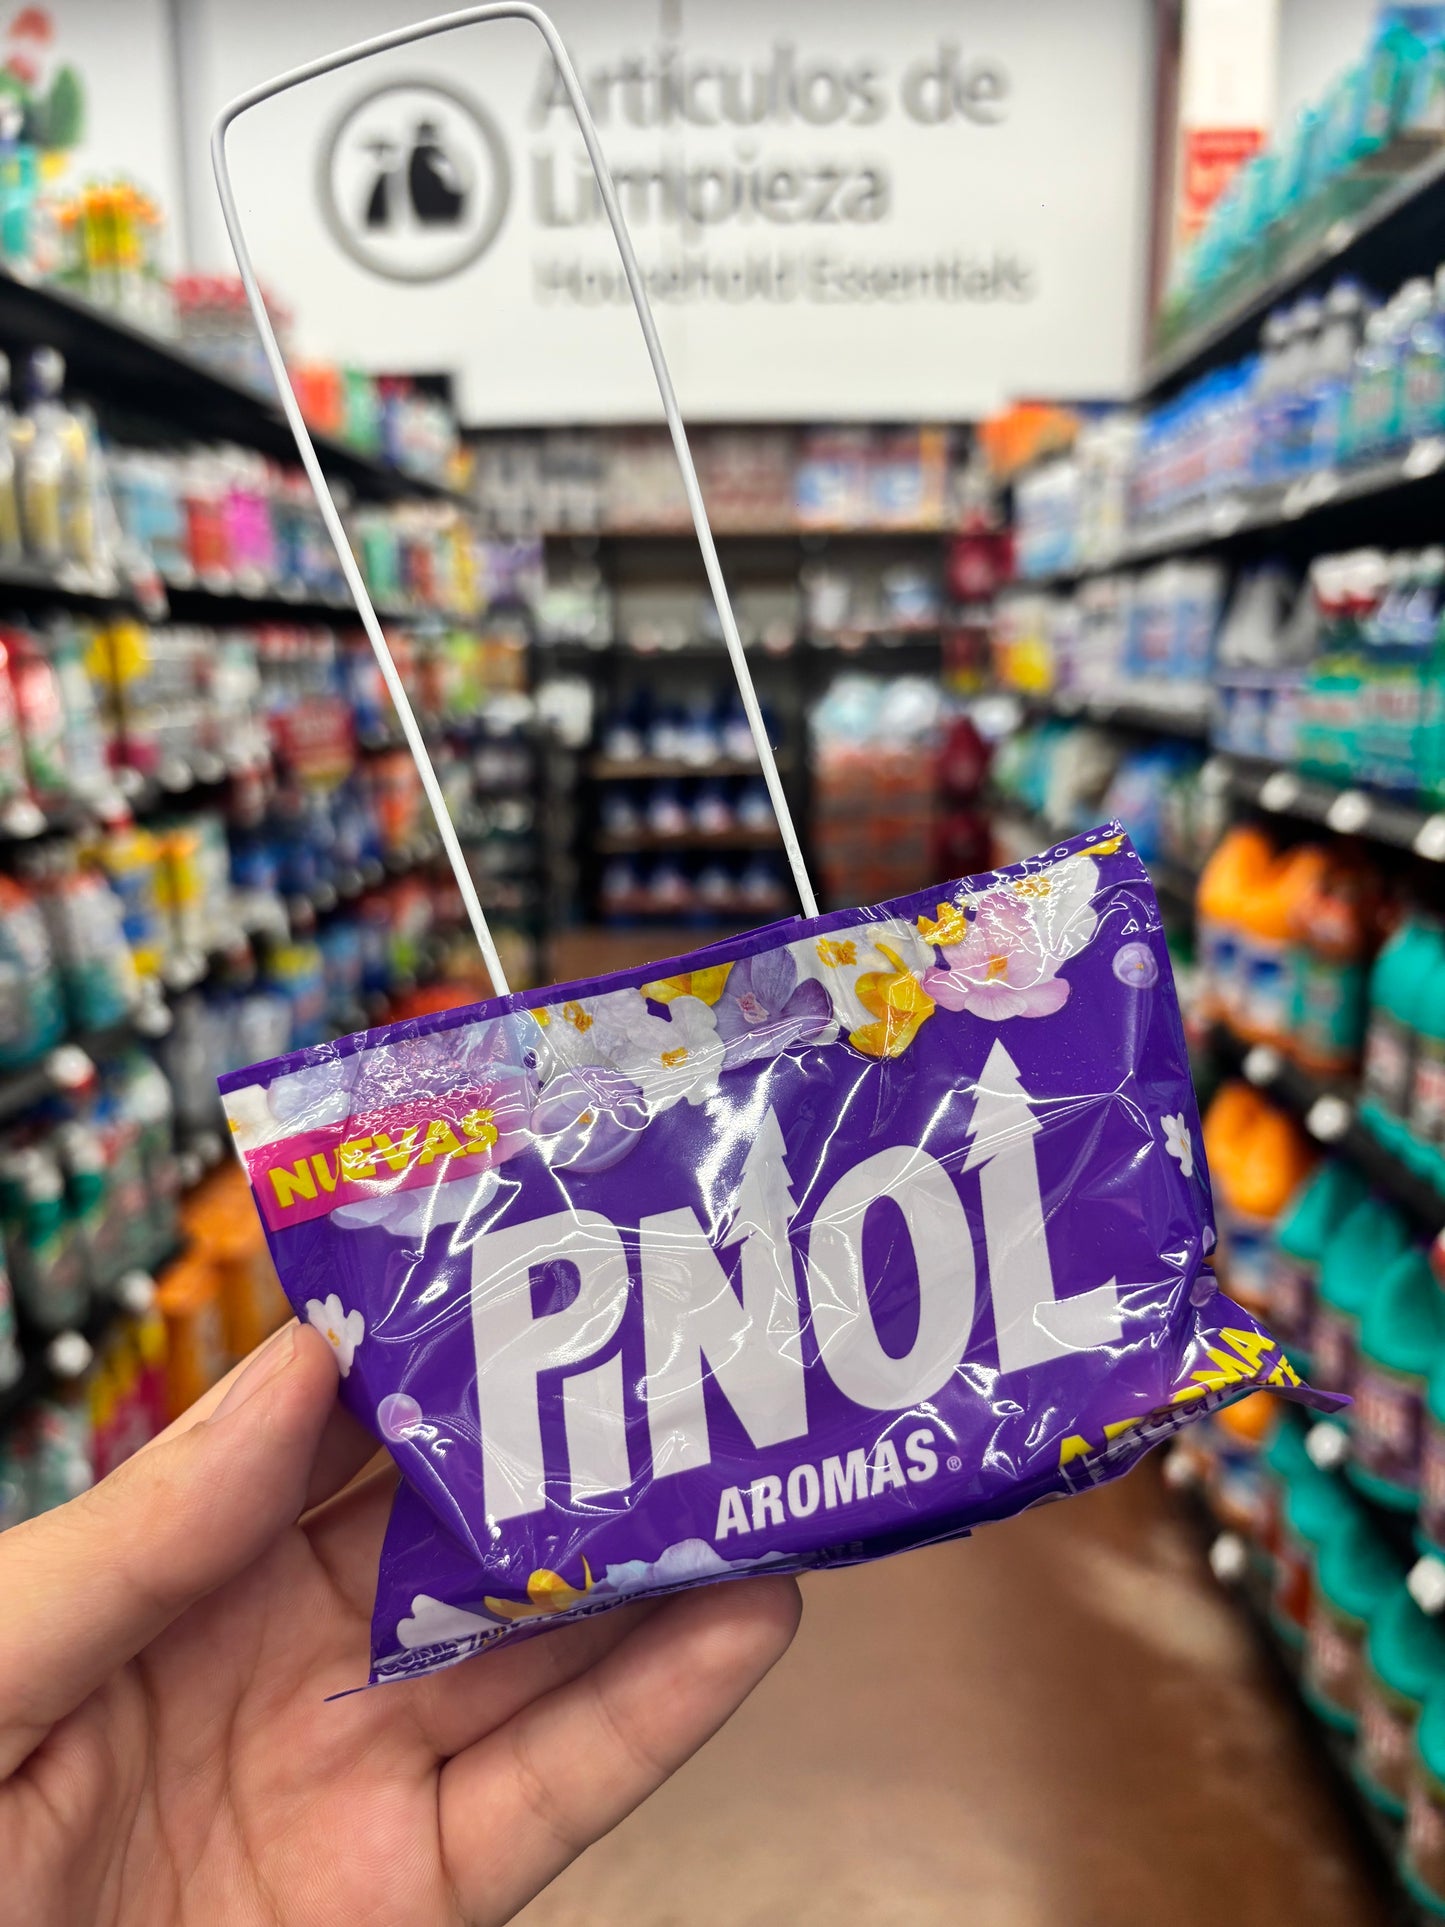 Artículos de
Limpieza
Household Essentials
NUEVAS
PINOL
AROMAS®